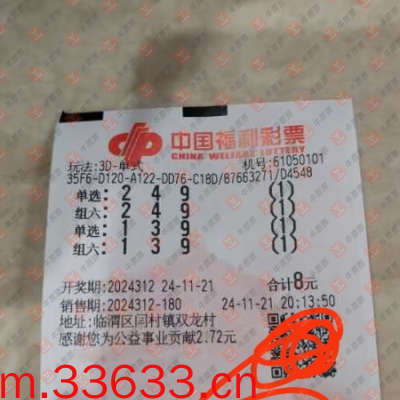 中国福利彩票
CHINA WELFARE LOTTERY
玩法:3D-单式 机号:61050101
35F6-D120-A122-DD76-C18D/87663271/D4548
单选: 2 4 9 (1)
组六: 2 4 9 (1)
单选: 1 3 9 (1)
组六: 1 3 9 (1)
开奖期:2024312 24-11-21 合计8元
销售期:2024312-180 24-11-21 20:13:50
地址:临渭区闫村镇双龙村
感谢您为公益事业贡献2.72元
m.33633.cn